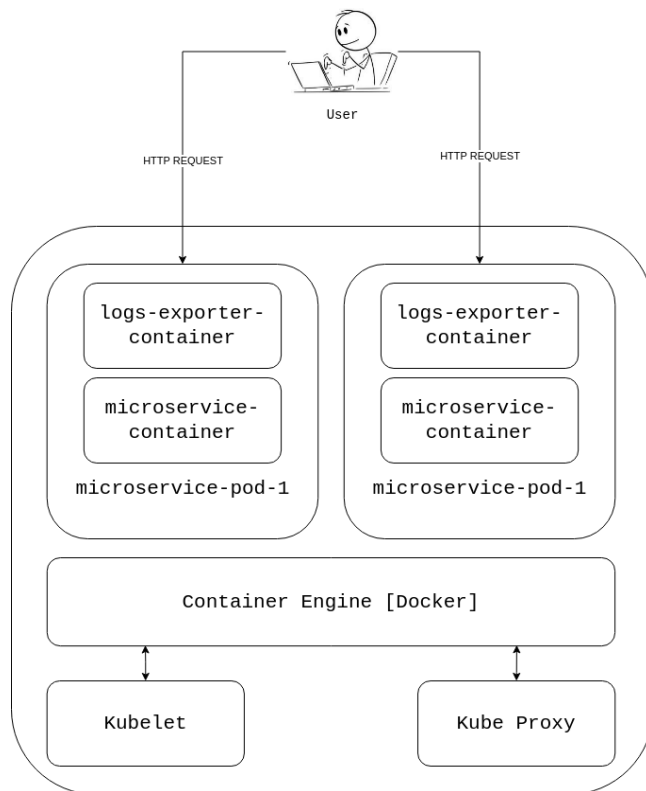 User
HTTP REQUEST
HTTP REQUEST
logs-exporter-
container
microservice-
container
microservice-pod-1
logs-exporter-
container
microservice-
container
microservice-pod-1
Container Engine [Docker]
Kubelet
Kube Proxy